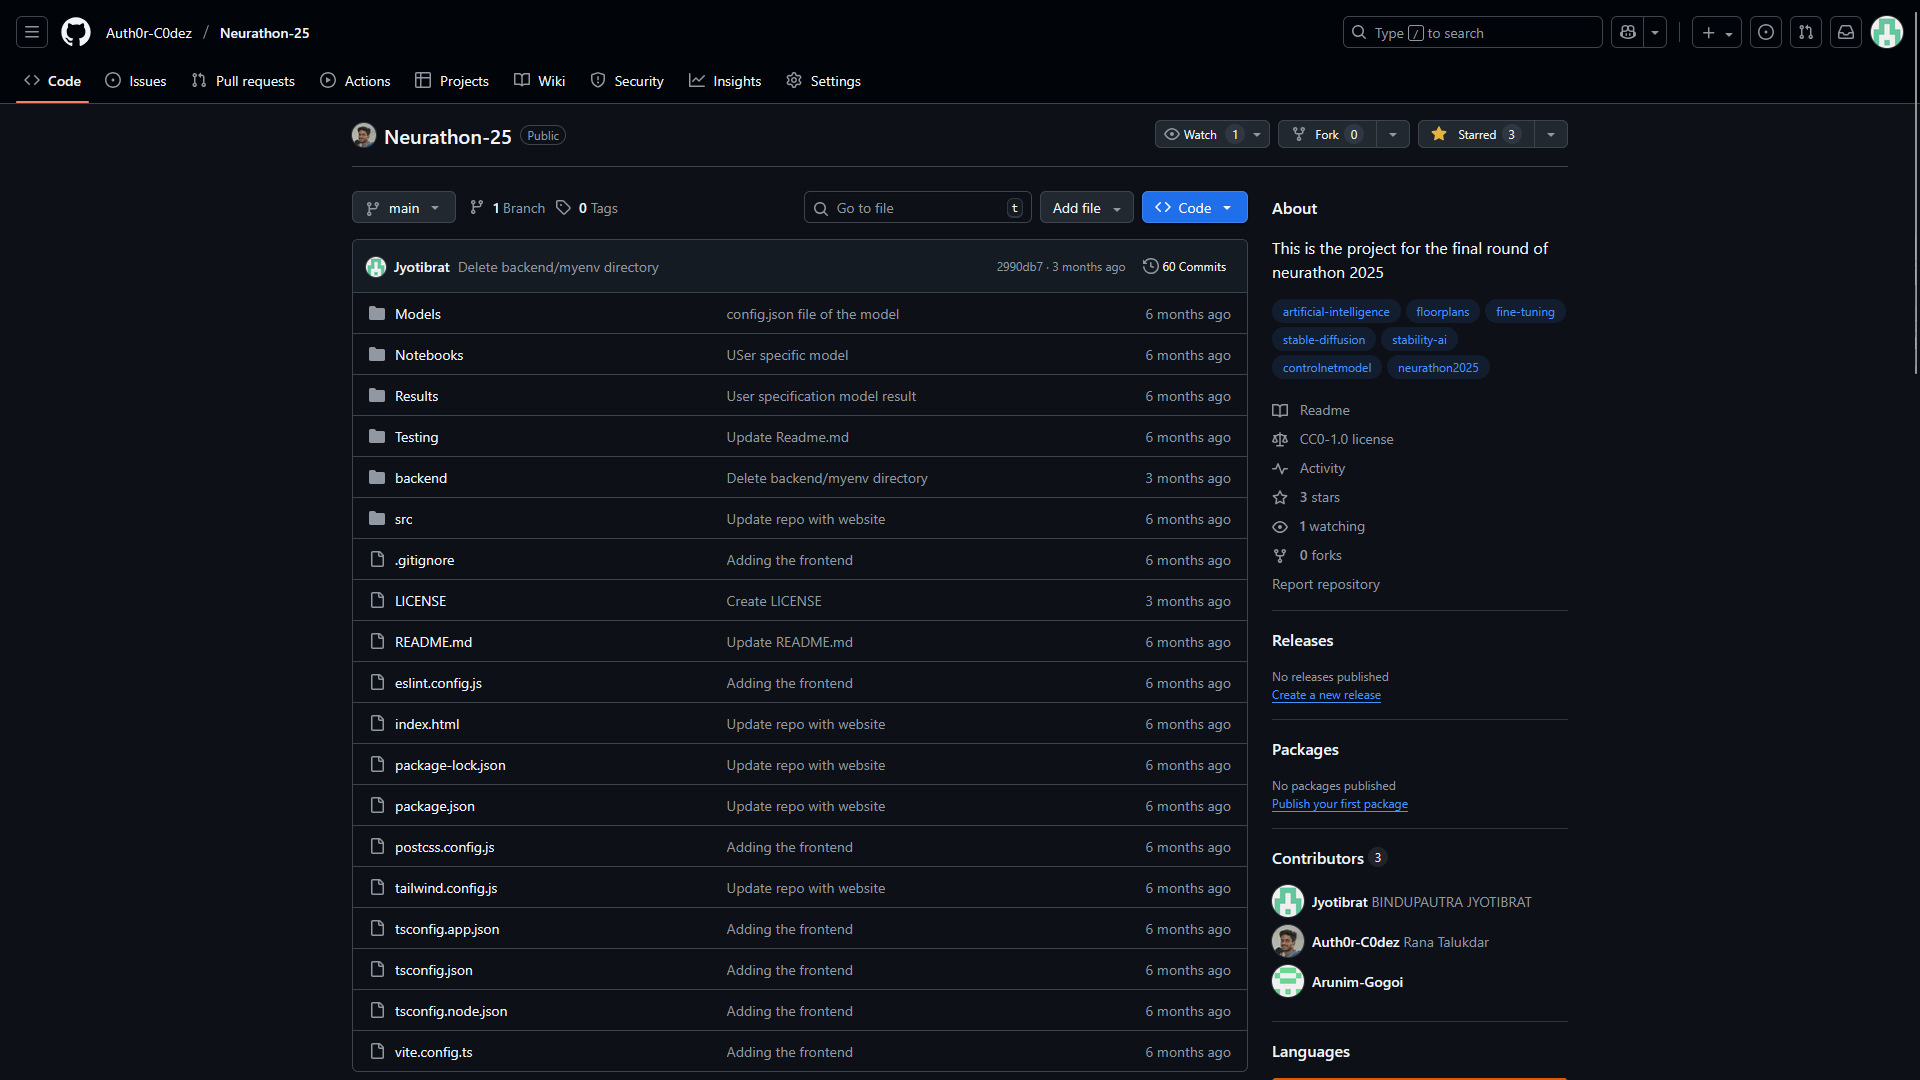 Auth0r-C0dez / Neurathon-25
Type / to search
Code
Issues
Pull requests
Actions
Projects
Wiki
Security
Insights
Settings
Neurathon-25 Public
Watch 1
Fork 0
Starred 3
main
1 Branch
0 Tags
Go to file t
Add file
Code
Jyotibrat Delete backend/myenv directory 2990db7 · 3 months ago 60 Commits
Models config.json file of the model 6 months ago
Notebooks USer specific model 6 months ago
Results User specification model result 6 months ago
Testing Update Readme.md 6 months ago
backend Delete backend/myenv directory 3 months ago
src Update repo with website 6 months ago
.gitignore Adding the frontend 6 months ago
LICENSE Create LICENSE 3 months ago
README.md Update README.md 6 months ago
eslint.config.js Adding the frontend 6 months ago
index.html Update repo with website 6 months ago
package-lock.json Update repo with website 6 months ago
package.json Update repo with website 6 months ago
postcss.config.js Adding the frontend 6 months ago
tailwind.config.js Update repo with website 6 months ago
tsconfig.app.json Adding the frontend 6 months ago
tsconfig.json Adding the frontend 6 months ago
tsconfig.node.json Adding the frontend 6 months ago
vite.config.ts Adding the frontend 6 months ago
About
This is the project for the final round of
neurathon 2025
artificial-intelligence floorplans fine-tuning
stable-diffusion stability-ai
controlnetmodel neurathon2025
Readme
CC0-1.0 license
Activity
3 stars
1 watching
0 forks
Report repository
Releases
No releases published
Create a new release
Packages
No packages published
Publish your first package
Contributors 3
Jyotibrat BINDUPAUTRA JYOTIBRAT
Auth0r-C0dez Rana Talukdar
Arunim-Gogoi
Languages